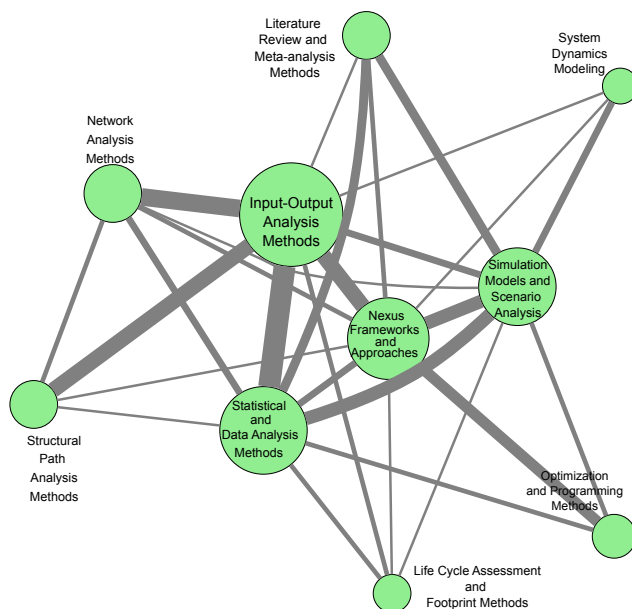 Literature
Review and
Meta-analysis
Methods
System
Dynamics
Modeling
Network
Analysis
Methods
Input-Output
Analysis
Methods
Simulation
Models and
Scenario
Analysis
Nexus
Frameworks
and
Approaches
Statistical and
Data Analysis
Methods
Structural
Path
Analysis
Methods
Optimization
and Programming
Methods
Life Cycle Assessment
and
Footprint Methods